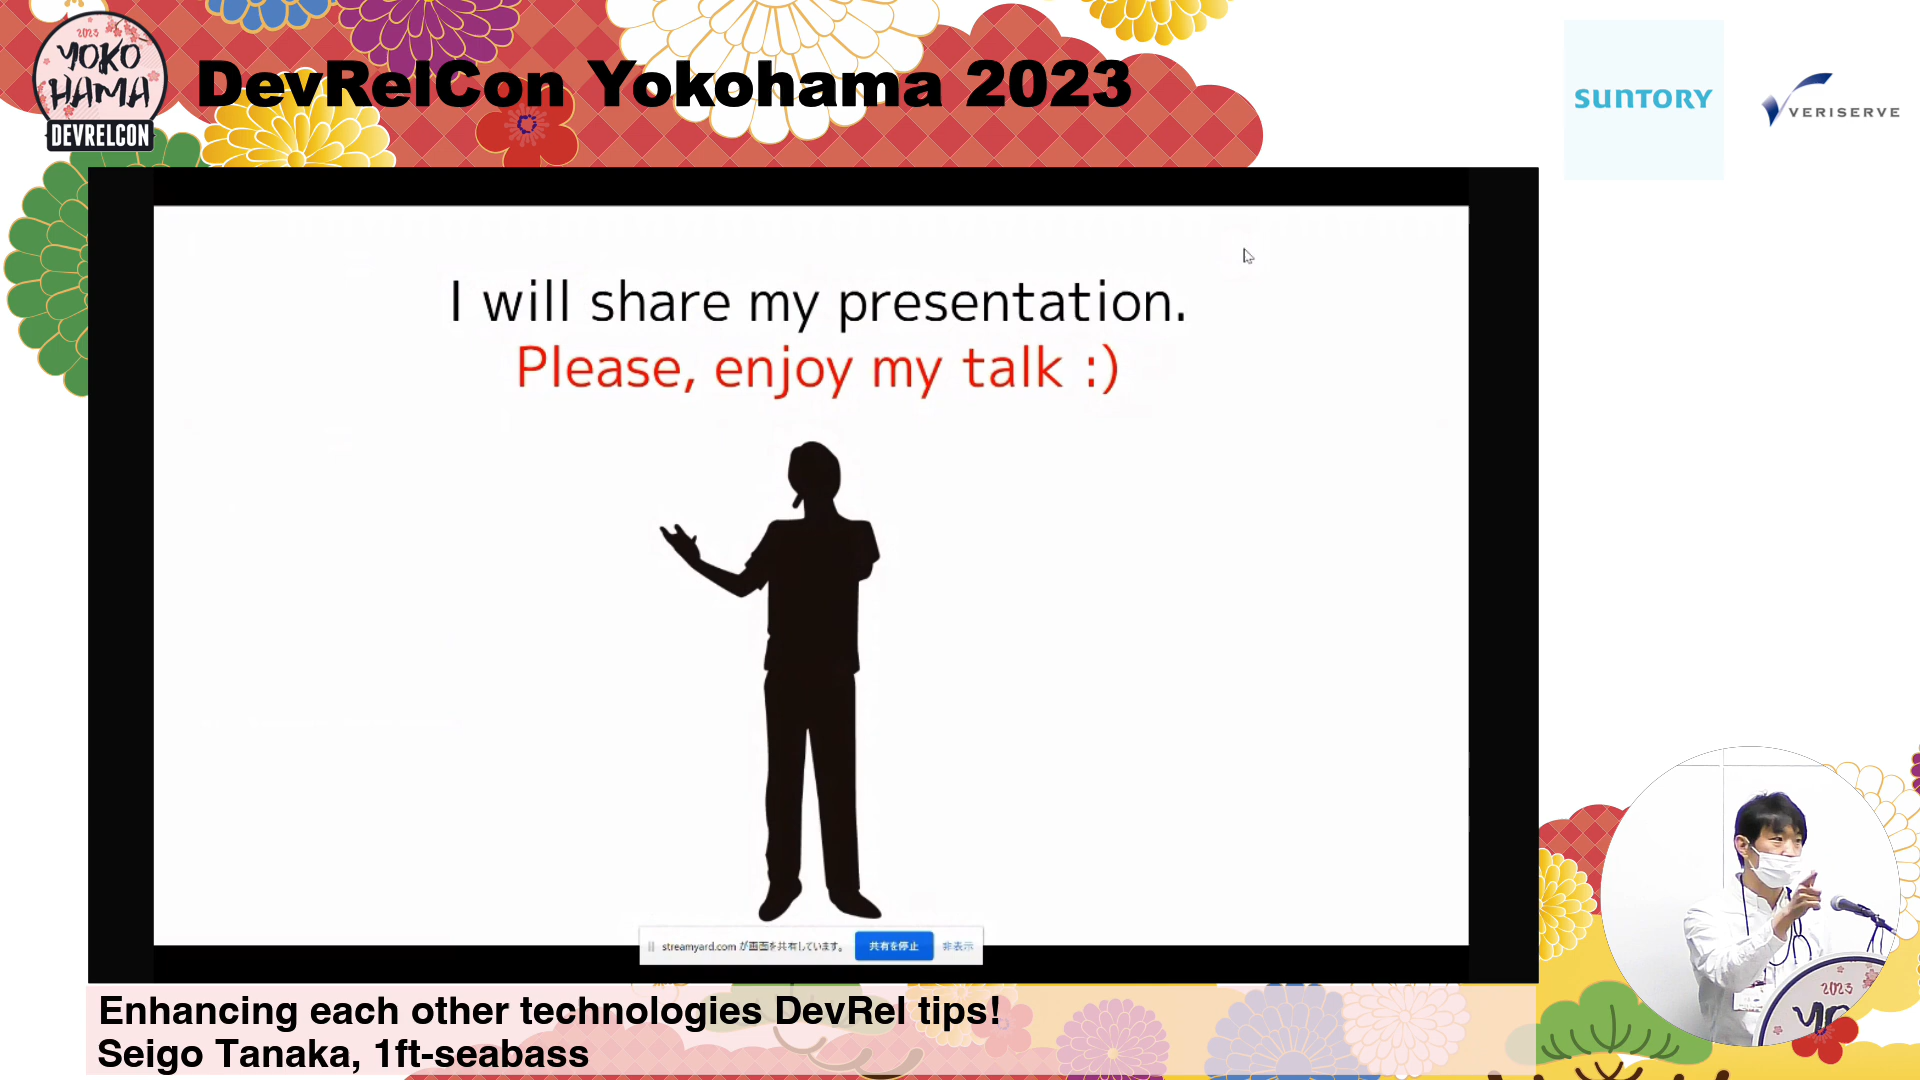 2023
YOKO
HAMA
DEVRELCON
DevRelCon Yokohama 2023
SUNTORY
VERISERVE
I will share my presentation.
Please, enjoy my talk :)
streamyard.com が画面を共有しています。
共有を停止
非表示
2023
Enhancing each other technologies DevRel tips!
Seigo Tanaka, 1ft-seabass